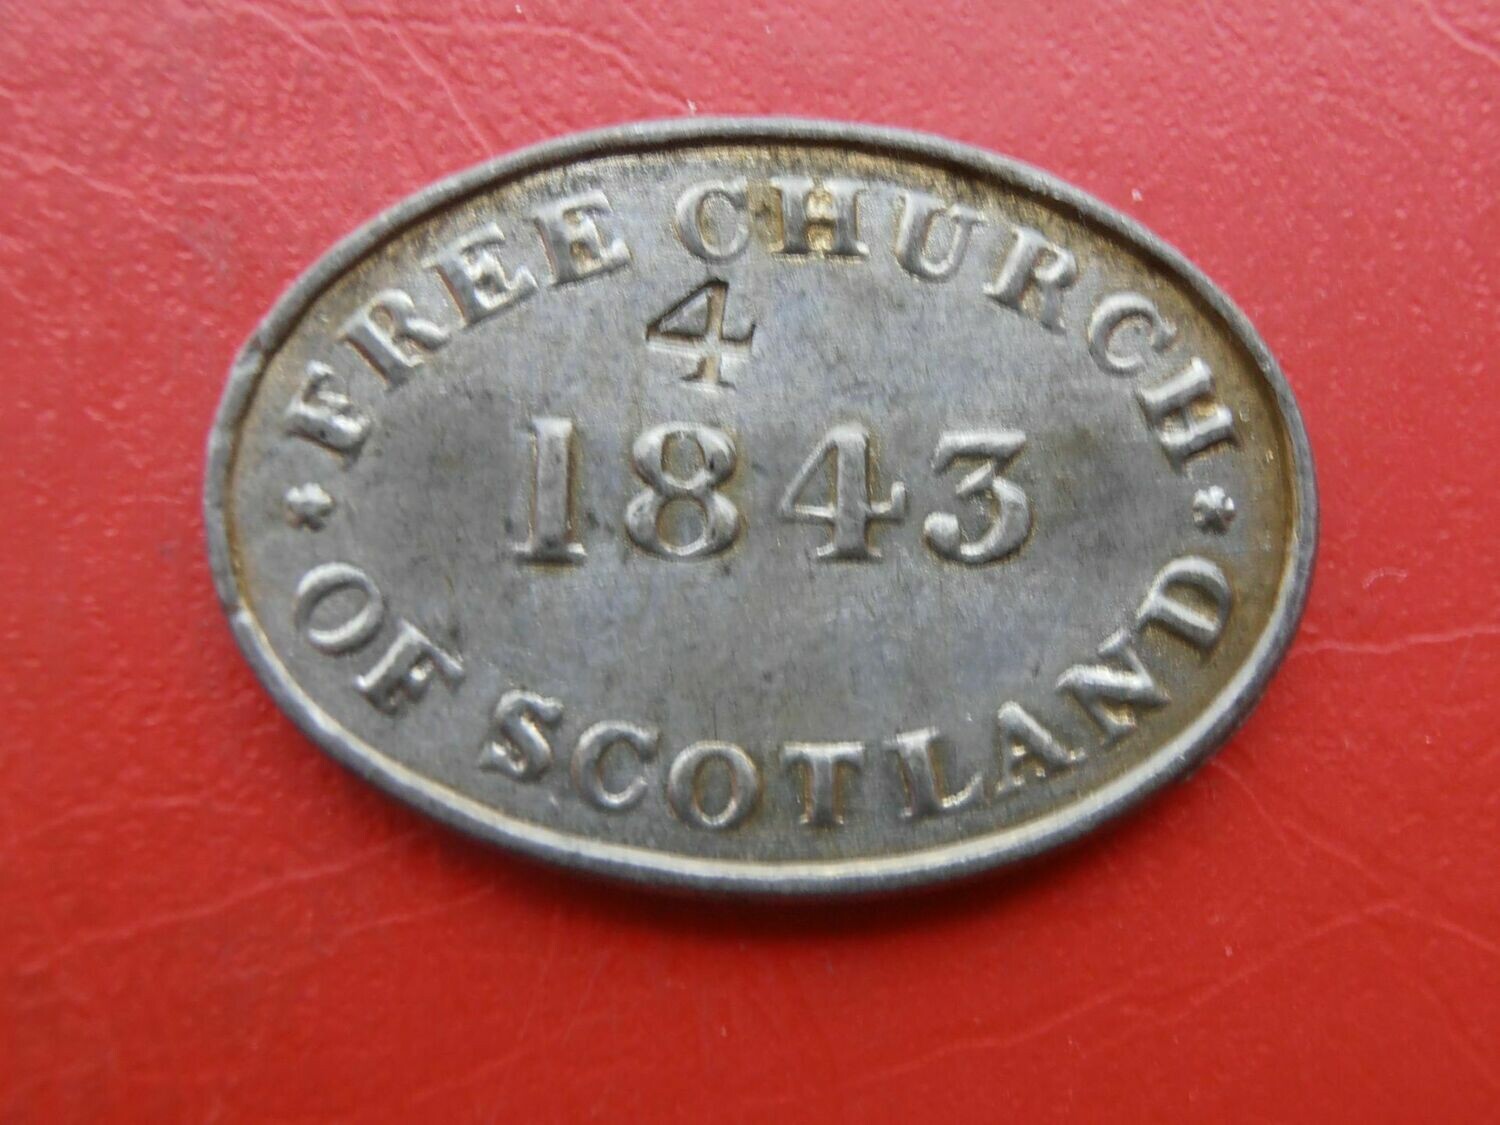 FREE CHURCH
4
1843
* OF SCOTLAND *